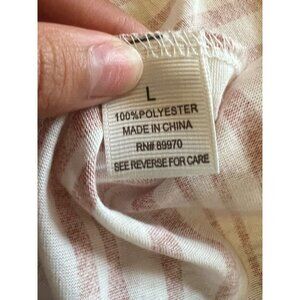 L
100%POLYESTER
MADE IN CHINA
RN# 89970
SEE REVERSE FOR CARE